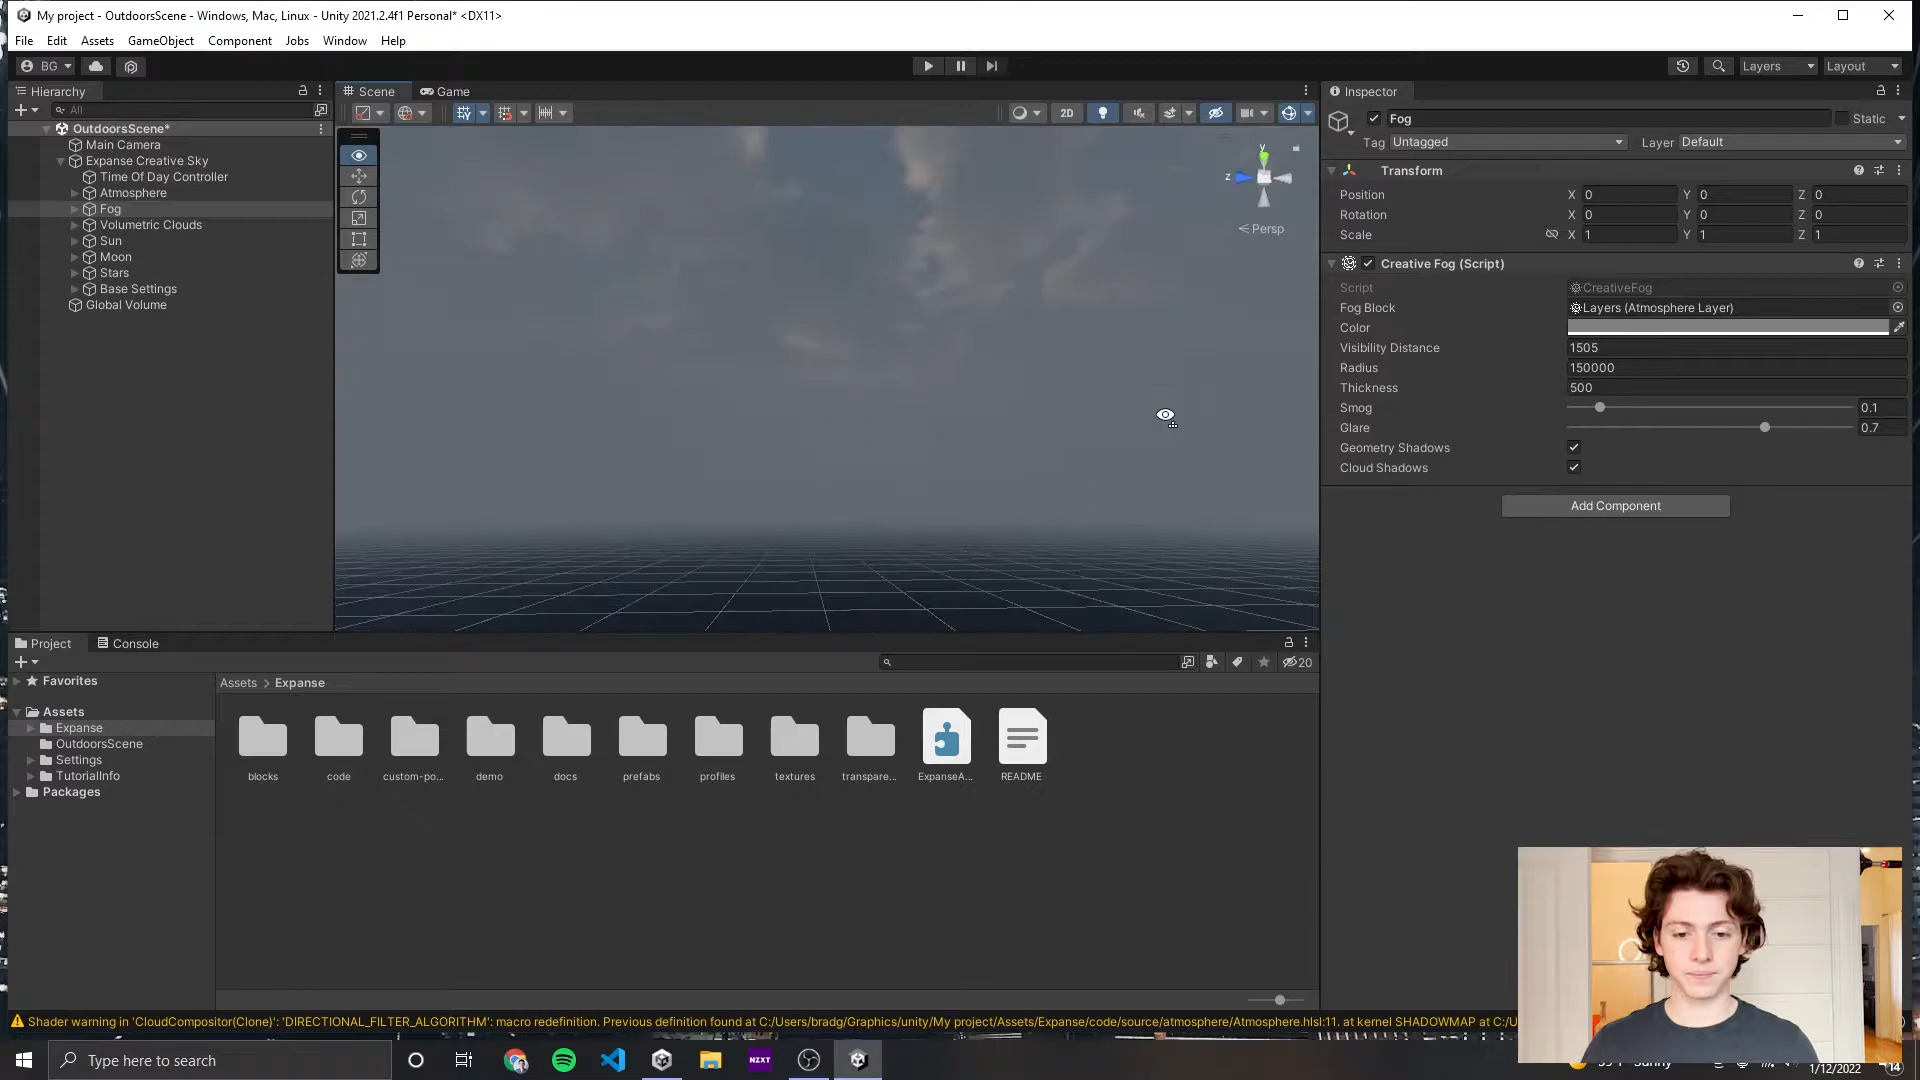 My project - OutdoorsScene - Windows, Mac, Linux - Unity 2021.2.4f1 Personal* <DX11>
File Edit Assets GameObject Component Jobs Window Help
BG Layers Layout
Hierarchy
All
OutdoorsScene*
Main Camera
Expanse Creative Sky
Time Of Day Controller
Atmosphere
Fog
Volumetric Clouds
Sun
Moon
Stars
Base Settings
Global Volume
Scene Game
2D
y
z
Persp
Inspector
Fog Static
Tag Untagged Layer Default
Transform
Position X 0 Y 0 Z 0
Rotation X 0 Y 0 Z 0
Scale X 1 Y 1 Z 1
Creative Fog (Script)
Script CreativeFog
Fog Block Layers (Atmosphere Layer)
Color
Visibility Distance 1505
Radius 150000
Thickness 500
Smog 0.1
Glare 0.7
Geometry Shadows
Cloud Shadows
Add Component
Project Console
20
Favorites
Assets
Expanse
OutdoorsScene
Settings
TutorialInfo
Packages
Assets > Expanse
blocks code custom-po... demo docs prefabs profiles textures transpare... ExpanseA... README
Shader warning in 'CloudCompositor(Clone)': 'DIRECTIONAL_FILTER_ALGORITHM': macro redefinition. Previous definition found at C:/Users/bradg/Graphics/unity/My project/Assets/Expanse/code/source/atmosphere/Atmosphere.hlsl:11. at kernel SHADOWMAP at C:/U
Type here to search
NZXT
1/12/2022
14